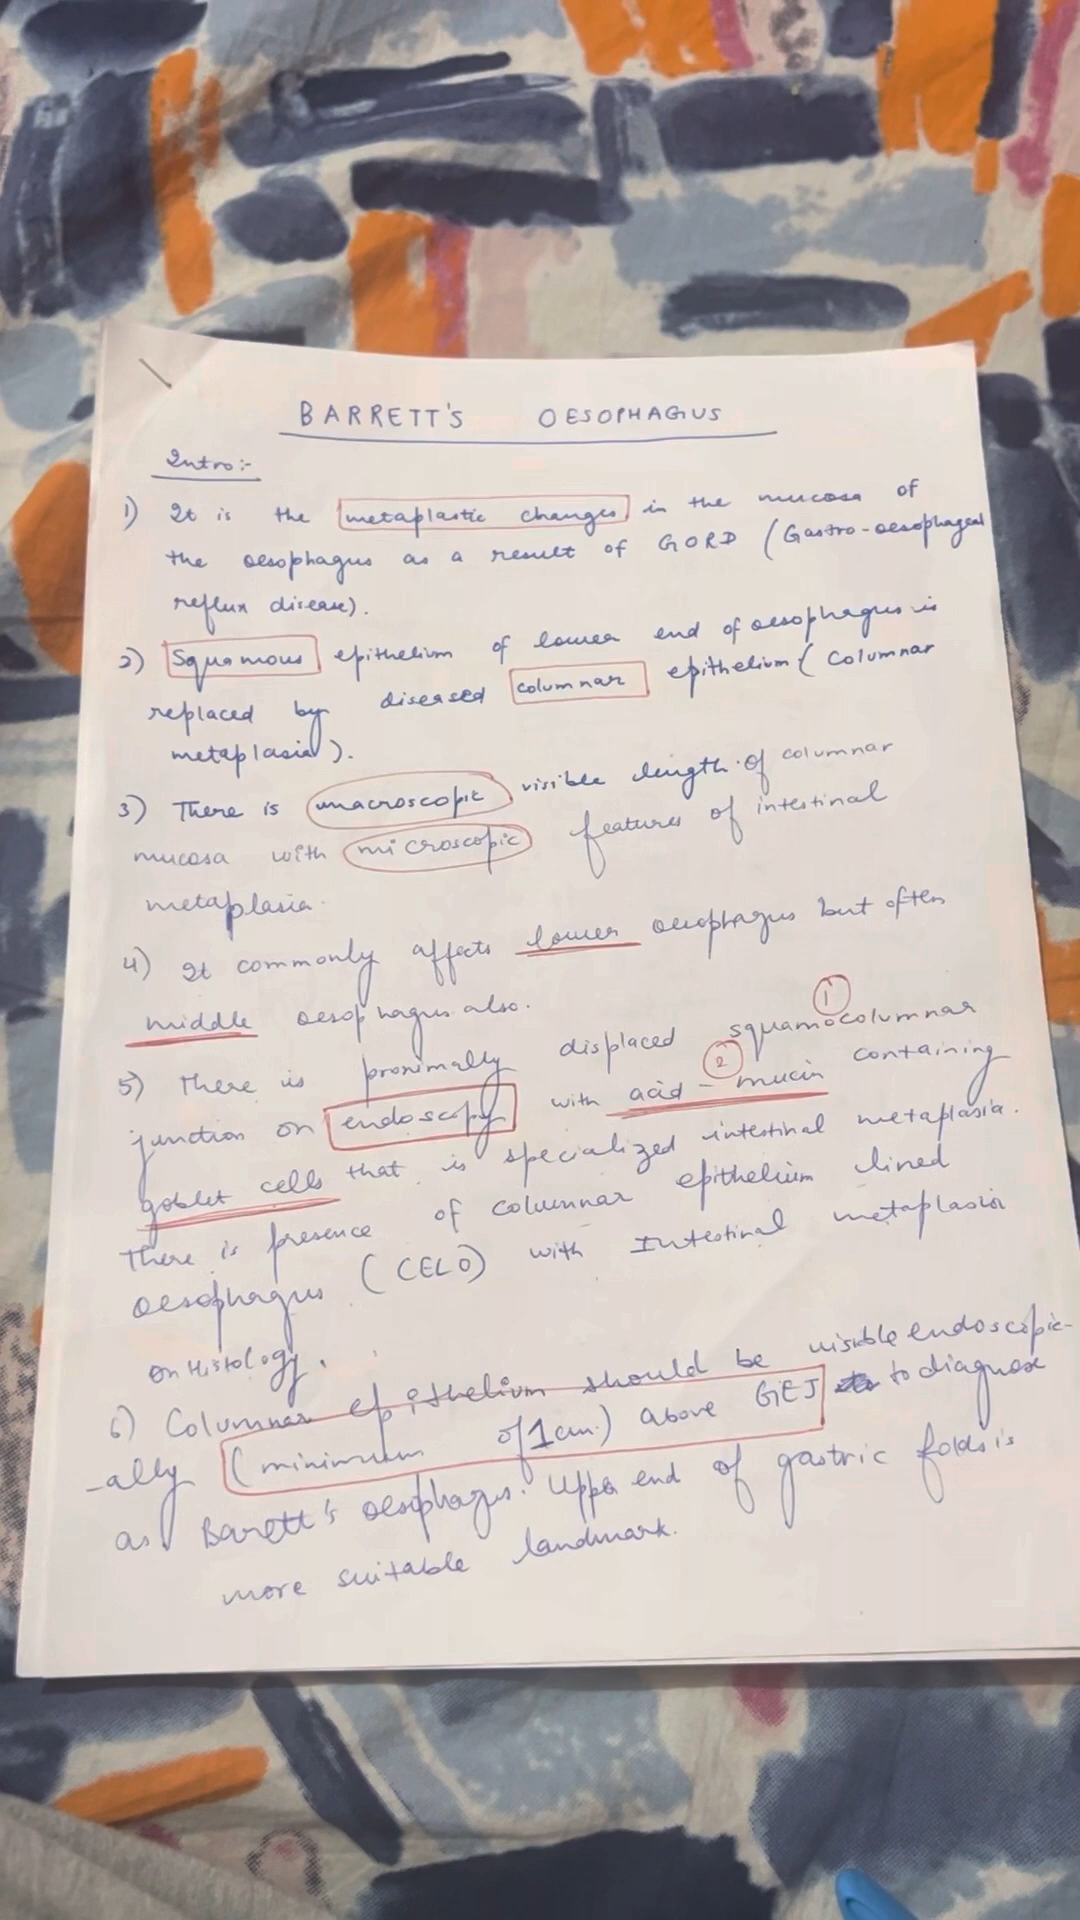 BARRETT'S OESOPHAGUS
Intro:-
1) It is the metaplastic changes in the mucosa of
the oesophagus as a result of GORD (Gastro-oesophageal
reflux disease).
2) Squamous epithelium of lower end of oesophagus is
replaced by diseased columnar epithelium (columnar
metaplasia).
3) There is macroscopic visible length of columnar
mucosa with microscopic features of intestinal
metaplasia.
4) It commonly affects lower oesophagus but often
middle oesophagus also.
5) There is proximally displaced squamocolumnar ①
junction on endoscopy with acid - mucin containing ②
goblet cells that is specialized intestinal metaplasia.
There is presence of columnar epithelium lined
oesophagus (CELO) with Intestinal metaplasia
on Histology.
6) Columnar epithelium should be visible endoscopic-
-ally (minimum of 1cm.) above GEJ to diagnose
as Barett's oesophagus. Upper end of gastric folds is
more suitable landmark.